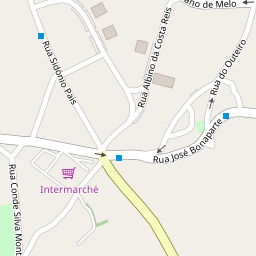 ano de Melo
Rua Sidónio Pais
Rua Albino da Costa Reis
Rua do Outeiro
Rua José Bonaparte
Intermarché
Rua Conde Silva Mont